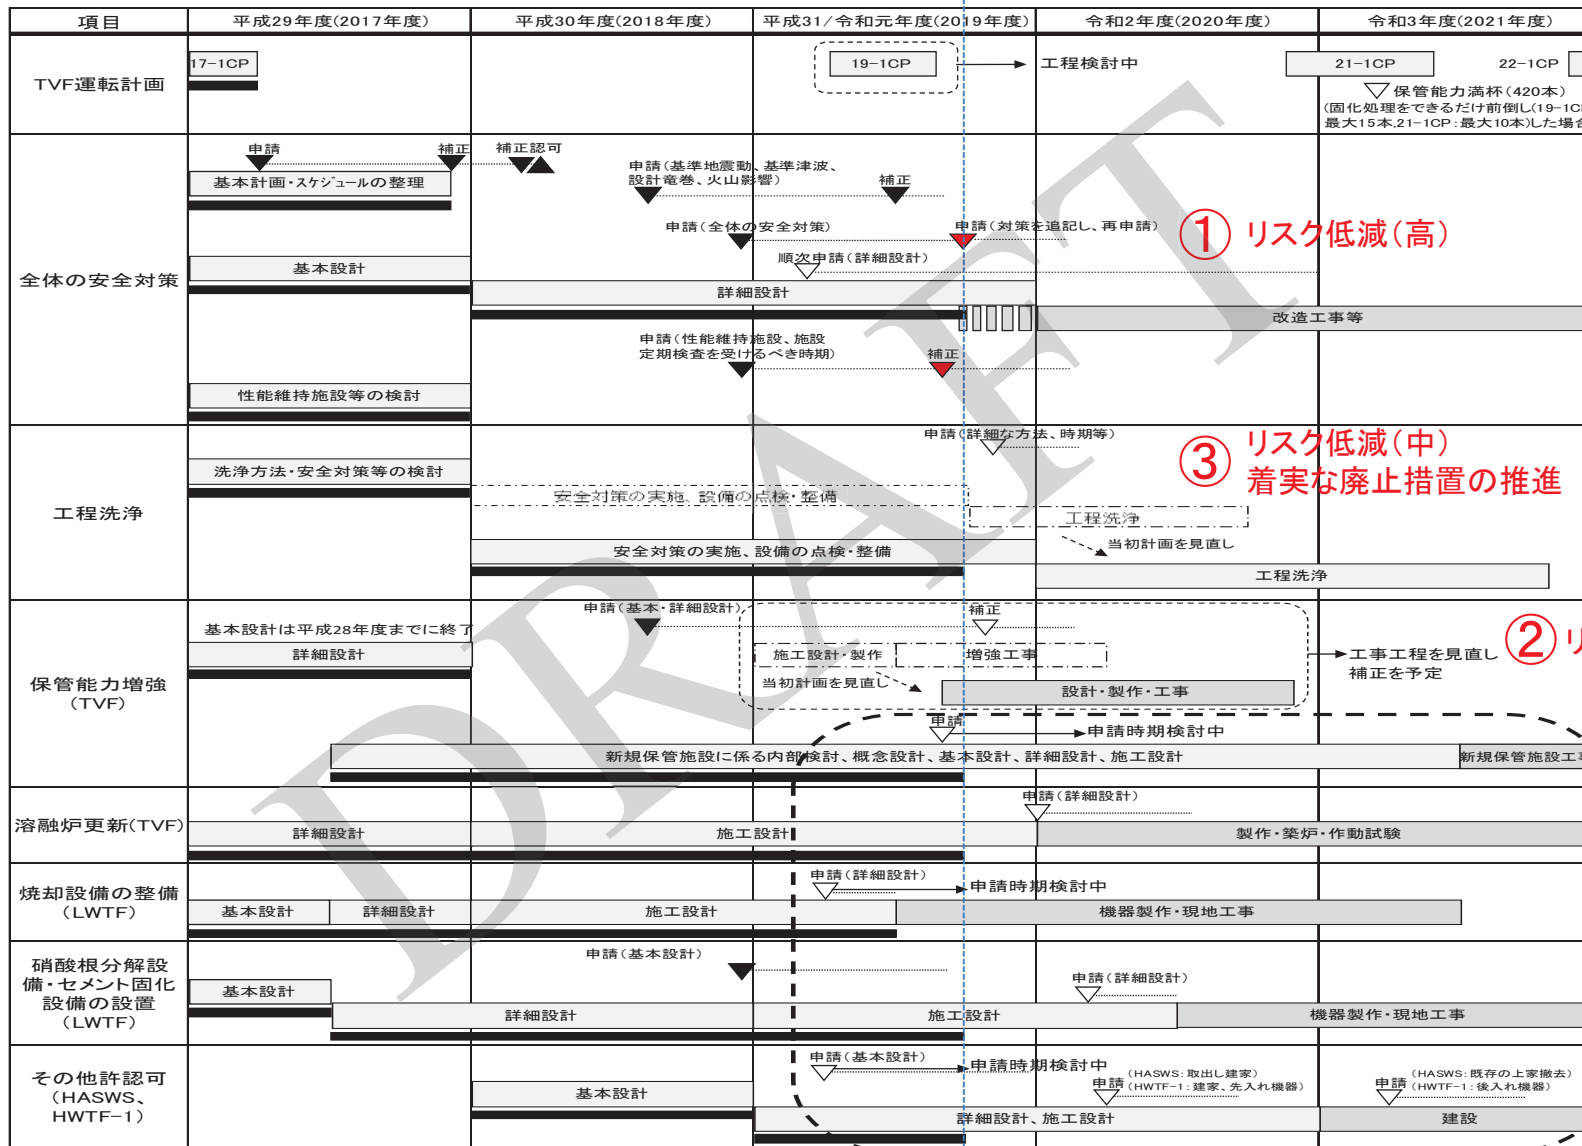 項目
平成29年度(2017年度)
平成30年度(2018年度)
平成31/令和元年度(2019年度)
令和2年度(2020年度)
令和3年度(2021年度)
TVF運転計画
17-1CP
19-1CP
工程検討中
21-1CP
22-1CP
保管能力満杯(420本)
(固化処理をできるだけ前倒し(19-1C
最大15本,21-1CP:最大10本)した場合
全体の安全対策
申請
補正
補正認可
基本計画・スケジュールの整理
申請(基準地震動、基準津波、
設計竜巻、火山影響)
補正
申請(全体の安全対策)
申請(対策を追記し、再申請)
① リスク低減(高)
順次申請(詳細設計)
基本設計
詳細設計
改造工事等
申請(性能維持施設、施設
定期検査を受けるべき時期)
補正
性能維持施設等の検討
工程洗浄
申請(詳細な方法、時期等)
③ リスク低減(中)
着実な廃止措置の推進
洗浄方法・安全対策等の検討
安全対策の実施、設備の点検・整備
工程洗浄
当初計画を見直し
安全対策の実施、設備の点検・整備
工程洗浄
保管能力増強
(TVF)
基本設計は平成28年度までに終了
詳細設計
申請(基本・詳細設計)
補正
施工設計・製作
増強工事
当初計画を見直し
設計・製作・工事
工事工程を見直し
補正を予定
② リ
申請
申請時期検討中
新規保管施設に係る内部検討、概念設計、基本設計、詳細設計、施工設計
新規保管施設工事
溶融炉更新(TVF)
申請(詳細設計)
詳細設計
施工設計
製作・築炉・作動試験
焼却設備の整備
(LWTF)
申請(詳細設計)
申請時期検討中
基本設計
詳細設計
施工設計
機器製作・現地工事
硝酸根分解設
備・セメント固化
設備の設置
(LWTF)
申請(基本設計)
申請(詳細設計)
基本設計
詳細設計
施工設計
機器製作・現地工事
その他許認可
(HASWS、
HWTF-1)
申請(基本設計)
申請時期検討中
(HASWS:取出し建家)
申請(HWTF-1:建家、先入れ機器)
(HASWS:既存の上家撤去)
申請(HWTF-1:後入れ機器)
基本設計
詳細設計、施工設計
建設
DRAFT